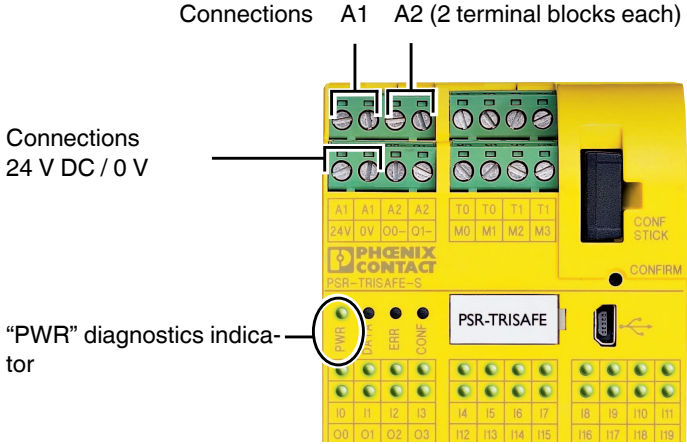 Connections A1 A2 (2 terminal blocks each)
Connections
24 V DC / 0 V
A1 A1 A2 A2 T0 T0 T1 T1
24V 0V O0- O1- M0 M1 M2 M3
CONF
STICK
PHŒNIX
CONTACT
CONFIRM
PSR-TRISAFE-S
PWR DATA ERR CONF
PSR-TRISAFE
"PWR" diagnostics indica-
tor
I0 I1 I2 I3 I4 I5 I6 I7 I8 I9 I10 I11
O0 O1 O2 O3 I12 I13 I14 I15 I16 I17 I18 I19